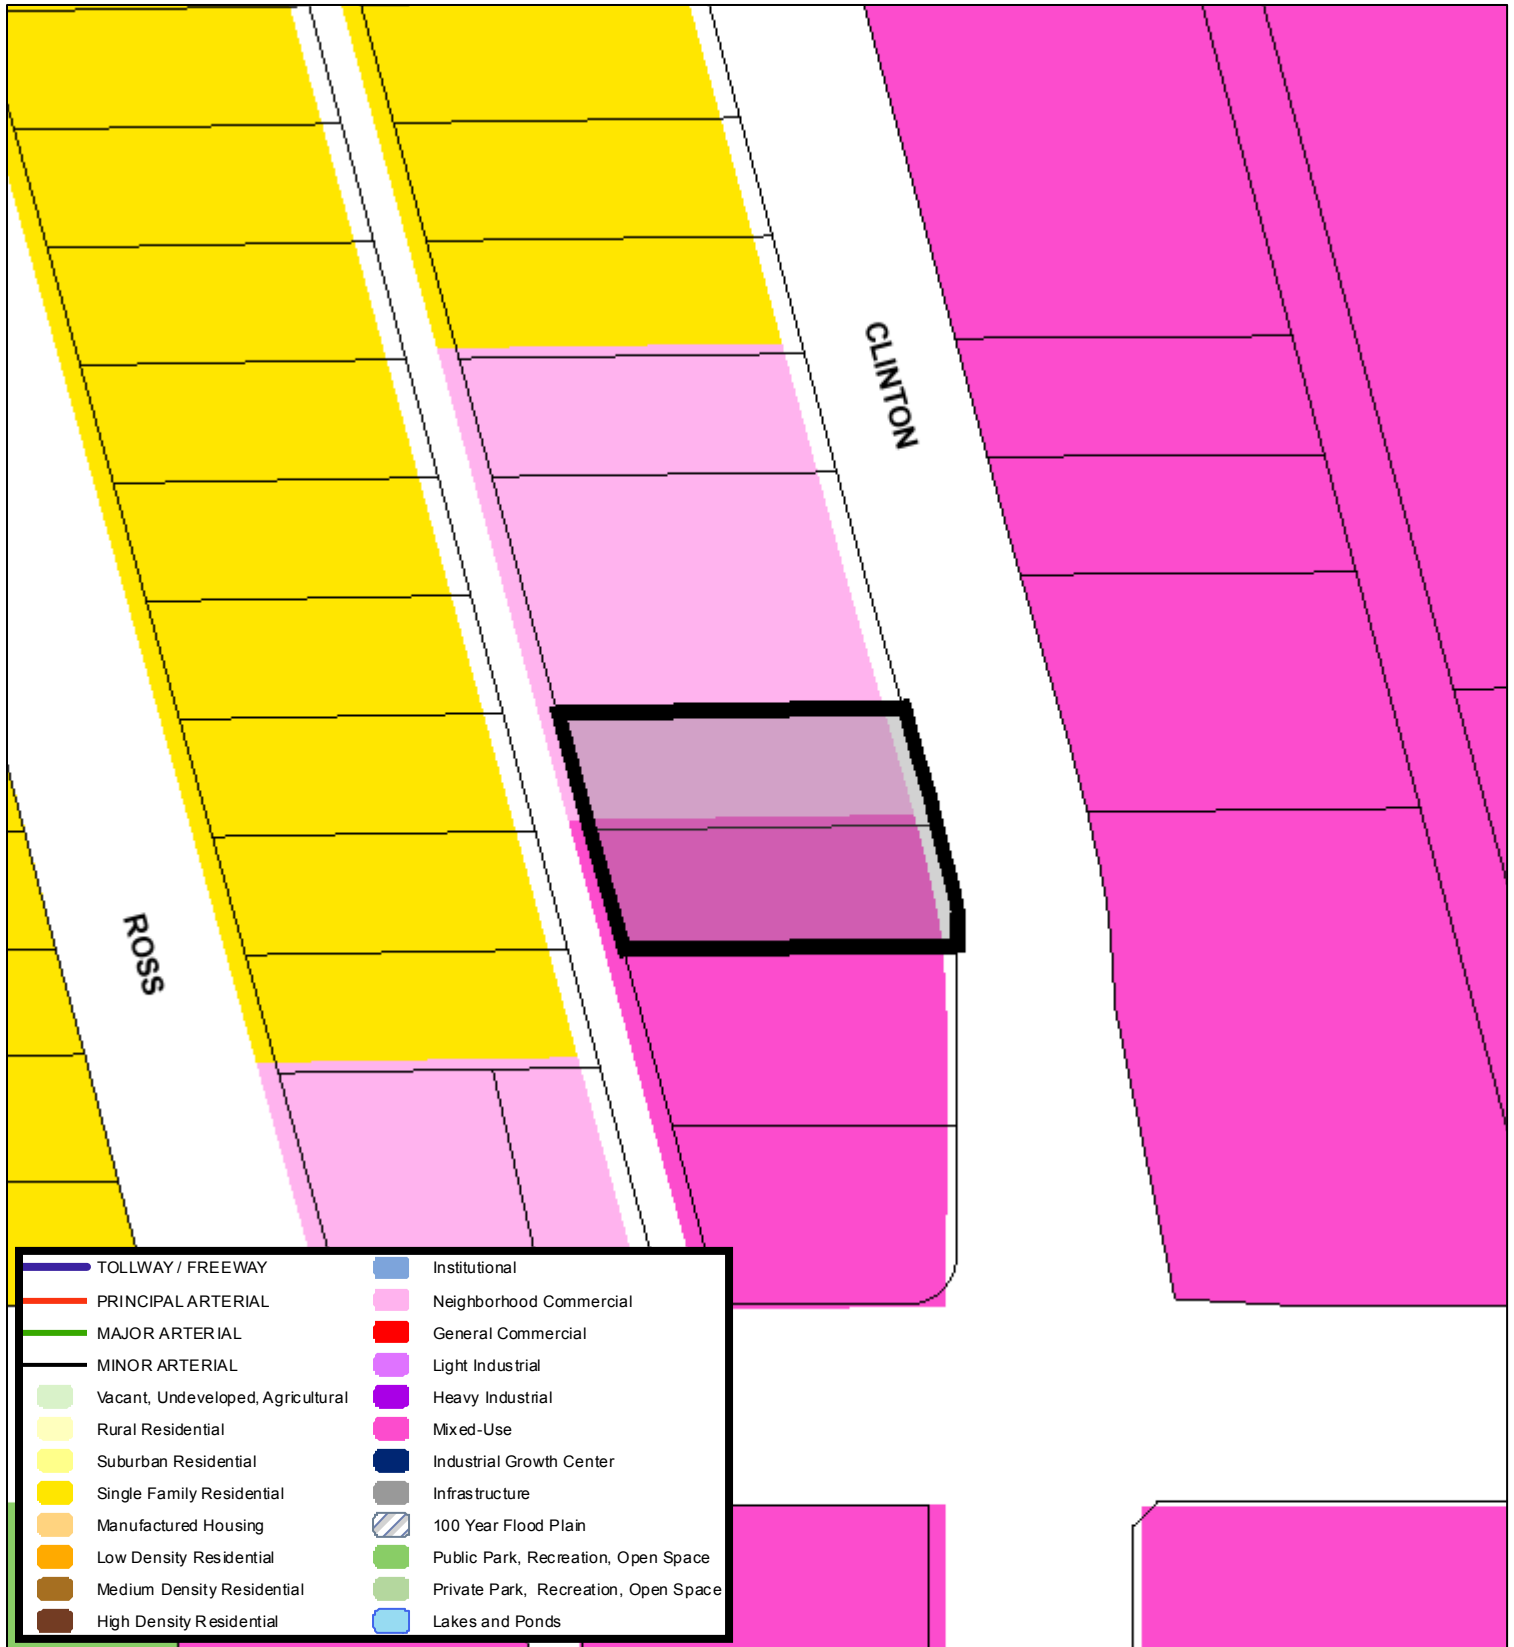 CLINTON
ROSS
TOLLWAY / FREEWAY
PRINCIPAL ARTERIAL
MAJOR ARTERIAL
MINOR ARTERIAL
Vacant, Undeveloped, Agricultural
Rural Residential
Suburban Residential
Single Family Residential
Manufactured Housing
Low Density Residential
Medium Density Residential
High Density Residential
Institutional
Neighborhood Commercial
General Commercial
Light Industrial
Heavy Industrial
Mixed-Use
Industrial Growth Center
Infrastructure
100 Year Flood Plain
Public Park, Recreation, Open Space
Private Park, Recreation, Open Space
Lakes and Ponds